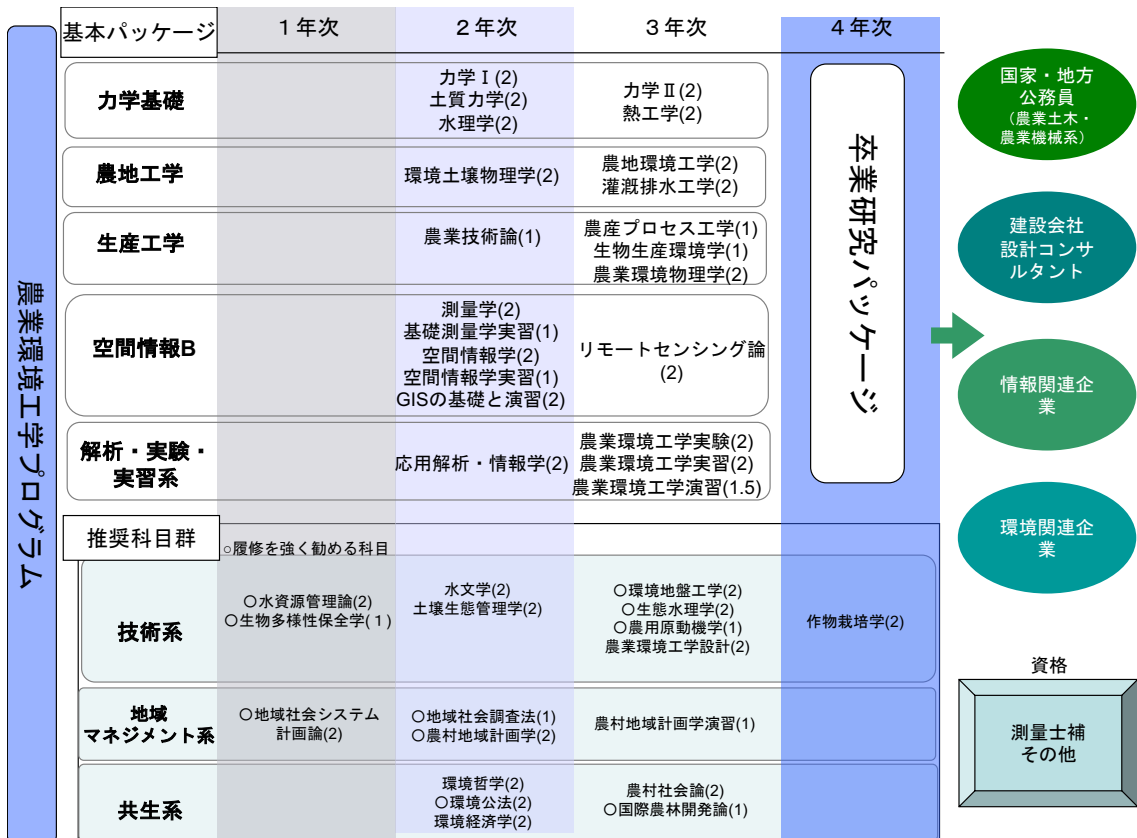 農業環境工学プログラム
基本パッケージ
１年次
２年次
３年次
４年次
力学基礎
力学Ⅰ(2)
土質力学(2)
水理学(2)
力学Ⅱ(2)
熱工学(2)
農地工学
環境土壌物理学(2)
農地環境工学(2)
灌漑排水工学(2)
生産工学
農業技術論(1)
農産プロセス工学(1)
生物生産環境学(1)
農業環境物理学(2)
空間情報B
測量学(2)
基礎測量学実習(1)
空間情報学(2)
空間情報学実習(1)
GISの基礎と演習(2)
リモートセンシング論
(2)
解析・実験・
実習系
応用解析・情報学(2)
農業環境工学実験(2)
農業環境工学実習(2)
農業環境工学演習(1.5)
卒業研究パッケージ
推奨科目群
○履修を強く勧める科目
技術系
○水資源管理論(2)
○生物多様性保全学(１)
水文学(2)
土壌生態管理学(2)
○環境地盤工学(2)
○生態水理学(2)
○農用原動機学(1)
農業環境工学設計(2)
作物栽培学(2)
地域
マネジメント系
○地域社会システム
計画論(2)
○地域社会調査法(1)
○農村地域計画学(2)
農村地域計画学演習(1)
共生系
環境哲学(2)
○環境公法(2)
環境経済学(2)
農村社会論(2)
○国際農林開発論(1)
国家・地方
公務員
（農業土木・
農業機械系）
建設会社
設計コンサ
ルタント
情報関連企
業
環境関連企
業
資格
測量士補
その他